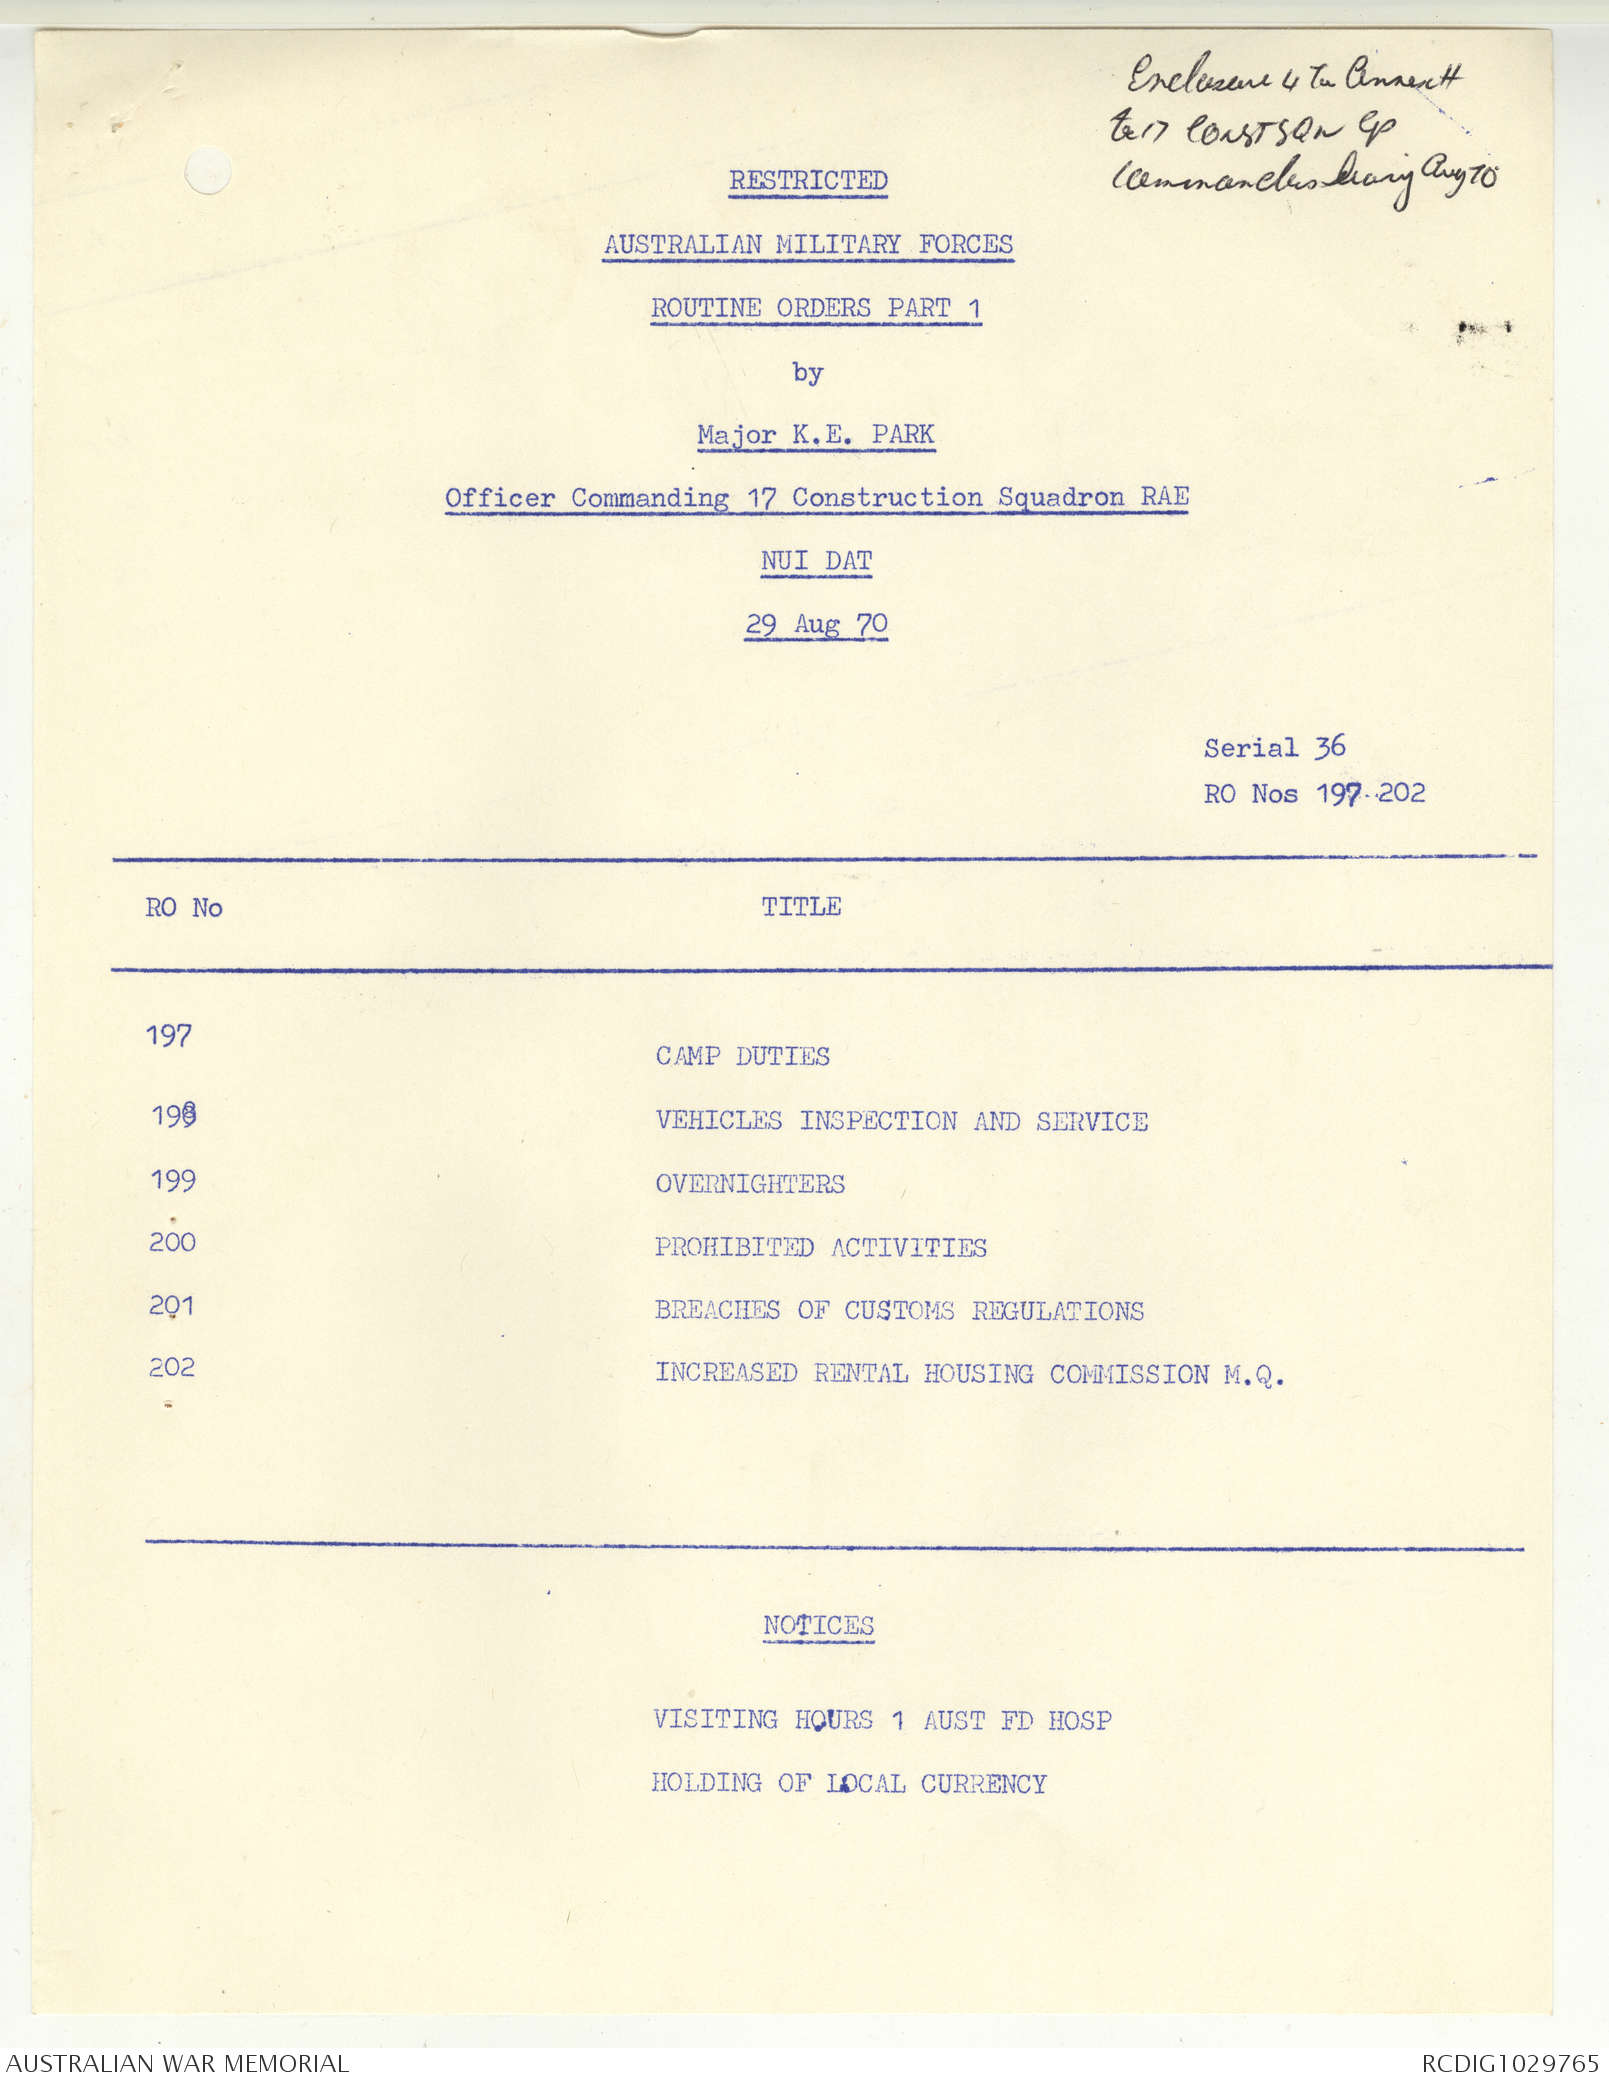 Enclosure 4 to Annex H
to 17 CONST SQN GP
Commanders Diary Aug 70
RESTRICTED
AUSTRALIAN MILITARY FORCES
ROUTINE ORDERS PART 1
by
Major K.E. PARK
Officer Commanding 17 Construction Squadron RAE
NUI DAT
29 Aug 70
Serial 36
RO Nos 197-202
RO No TITLE
197 CAMP DUTIES
198 VEHICLES INSPECTION AND SERVICE
199 OVERNIGHTERS
200 PROHIBITED ACTIVITIES
201 BREACHES OF CUSTOMS REGULATIONS
202 INCREASED RENTAL HOUSING COMMISSION M.Q.
NOTICES
VISITING HOURS 1 AUST FD HOSP
HOLDING OF LOCAL CURRENCY
AUSTRALIAN WAR MEMORIAL RCDIG1029765